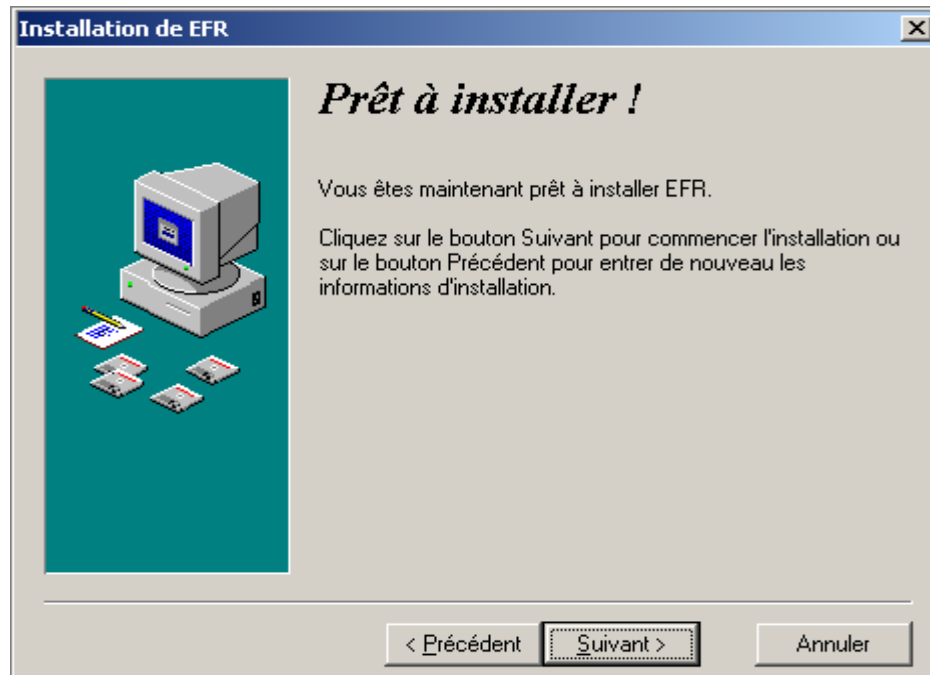 Installation de EFR
Prêt à installer !
Vous êtes maintenant prêt à installer EFR.
Cliquez sur le bouton Suivant pour commencer l'installation ou
sur le bouton Précédent pour entrer de nouveau les
informations d'installation.
< Précédent
Suivant >
Annuler